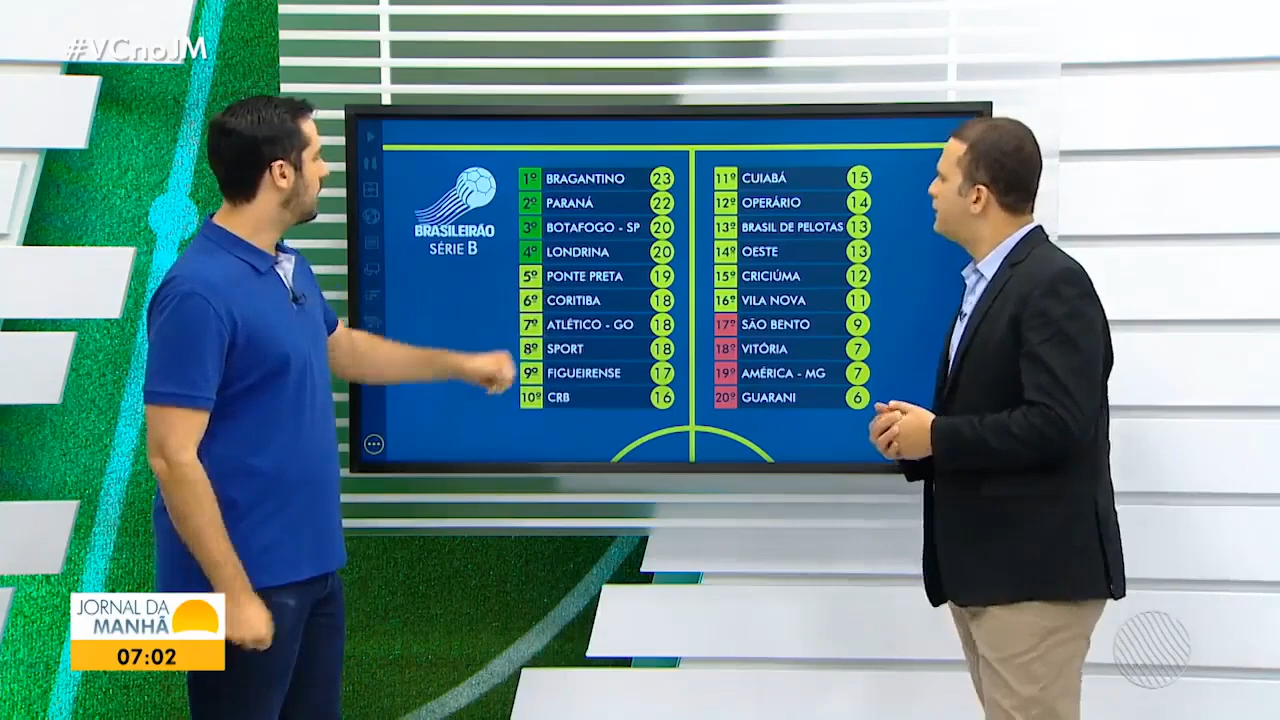 #VCnoJM
BRASILEIRÃO
SÉRIE B
1º BRAGANTINO 23
2º PARANÁ 22
3º BOTAFOGO - SP 20
4º LONDRINA 20
5º PONTE PRETA 19
6º CORITIBA 18
7º ATLÉTICO - GO 18
8º SPORT 18
9º FIGUEIRENSE 17
10º CRB 16
11º CUIABÁ 15
12º OPERÁRIO 14
13º BRASIL DE PELOTAS 13
14º OESTE 13
15º CRICIÚMA 12
16º VILA NOVA 11
17º SÃO BENTO 9
18º VITÓRIA 7
19º AMÉRICA - MG 7
20º GUARANI 6
JORNAL DA
MANHÃ
07:02